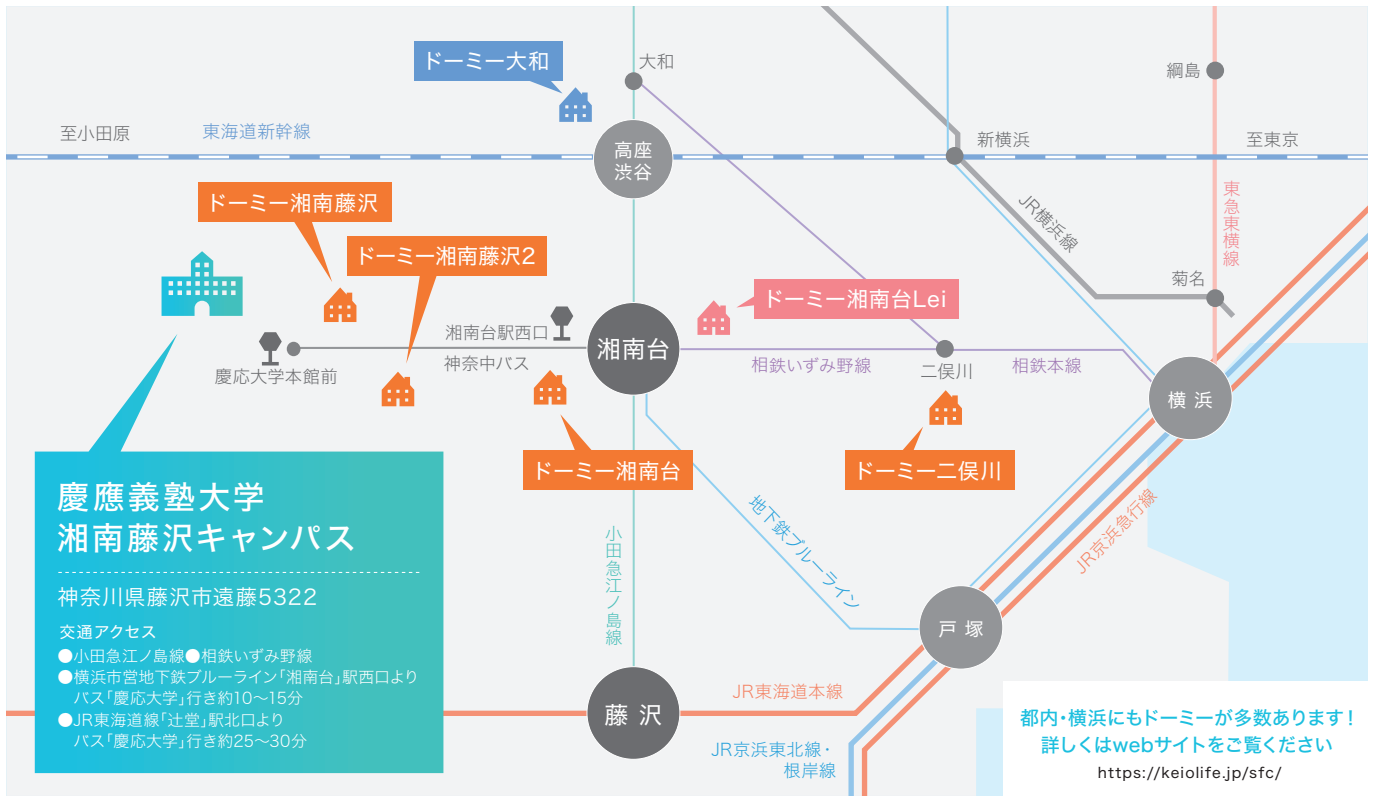 ドーミー大和
大和
綱島
至小田原
東海道新幹線
高座
渋谷
新横浜
至東京
ドーミー湘南藤沢
東急東横線
JR横浜線
ドーミー湘南藤沢2
菊名
ドーミー湘南台Lei
湘南台駅西口
湘南台
神奈中バス
慶応大学本館前
相鉄いずみ野線
二俣川
相鉄本線
横浜
ドーミー湘南台
ドーミー二俣川
慶應義塾大学
湘南藤沢キャンパス
神奈川県藤沢市遠藤5322
交通アクセス
●小田急江ノ島線●相鉄いずみ野線
●横浜市営地下鉄ブルーライン「湘南台」駅西口より
バス「慶応大学」行き約10〜15分
●JR東海道線「辻堂」駅北口より
バス「慶応大学」行き約25〜30分
小田急江ノ島線
地下鉄ブルーライン
JR京浜急行線
戸塚
藤沢
JR東海道本線
JR京浜東北線・
根岸線
都内・横浜にもドーミーが多数あります!
詳しくはwebサイトをご覧ください
https://keiolife.jp/sfc/